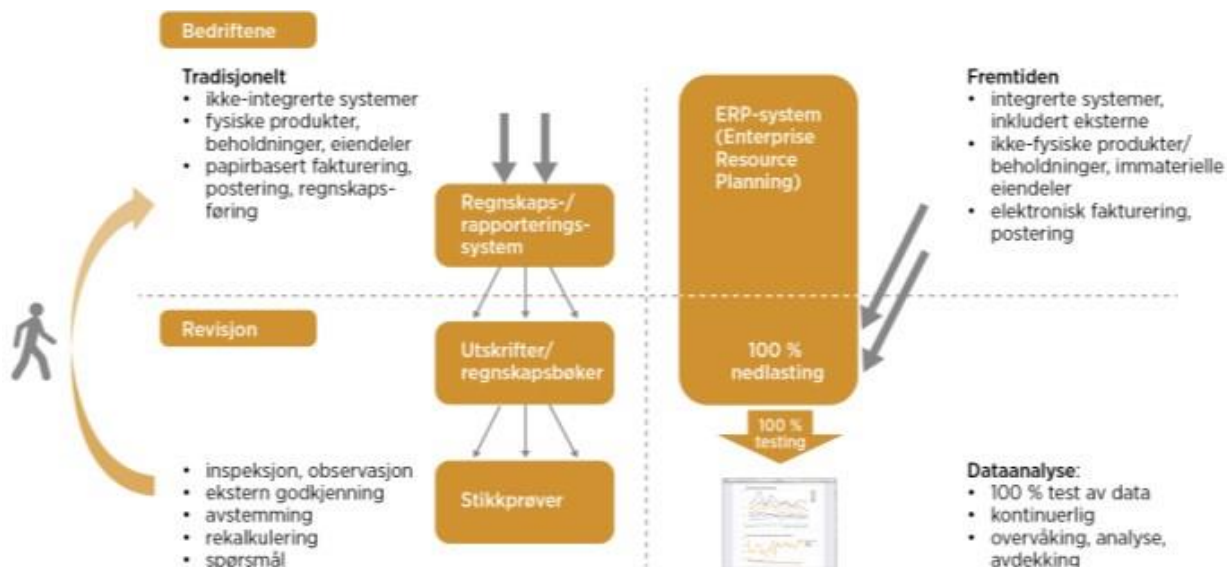 Bedriftene
Tradisjonelt
• ikke-integrerte systemer
• fysiske produkter,
beholdninger, eiendeler
• papirbasert fakturering,
postering, regnskaps-
føring
Regnskaps-/
rapporterings-
system
ERP-system
(Enterprise
Resource
Planning)
Fremtiden
• integrerte systemer,
inkludert eksterne
• ikke-fysiske produkter/
beholdninger, immaterielle
eiendeler
• elektronisk fakturering,
postering
Revisjon
Utskrifter/
regnskapsbøker
100 %
nedlasting
100 %
testing
• inspeksjon, observasjon
• ekstern godkjenning
• avstemming
• rekalkulering
• spørsmål
Stikkprøver
Dataanalyse:
• 100 % test av data
• kontinuerlig
• overvåking, analyse,
avdekking